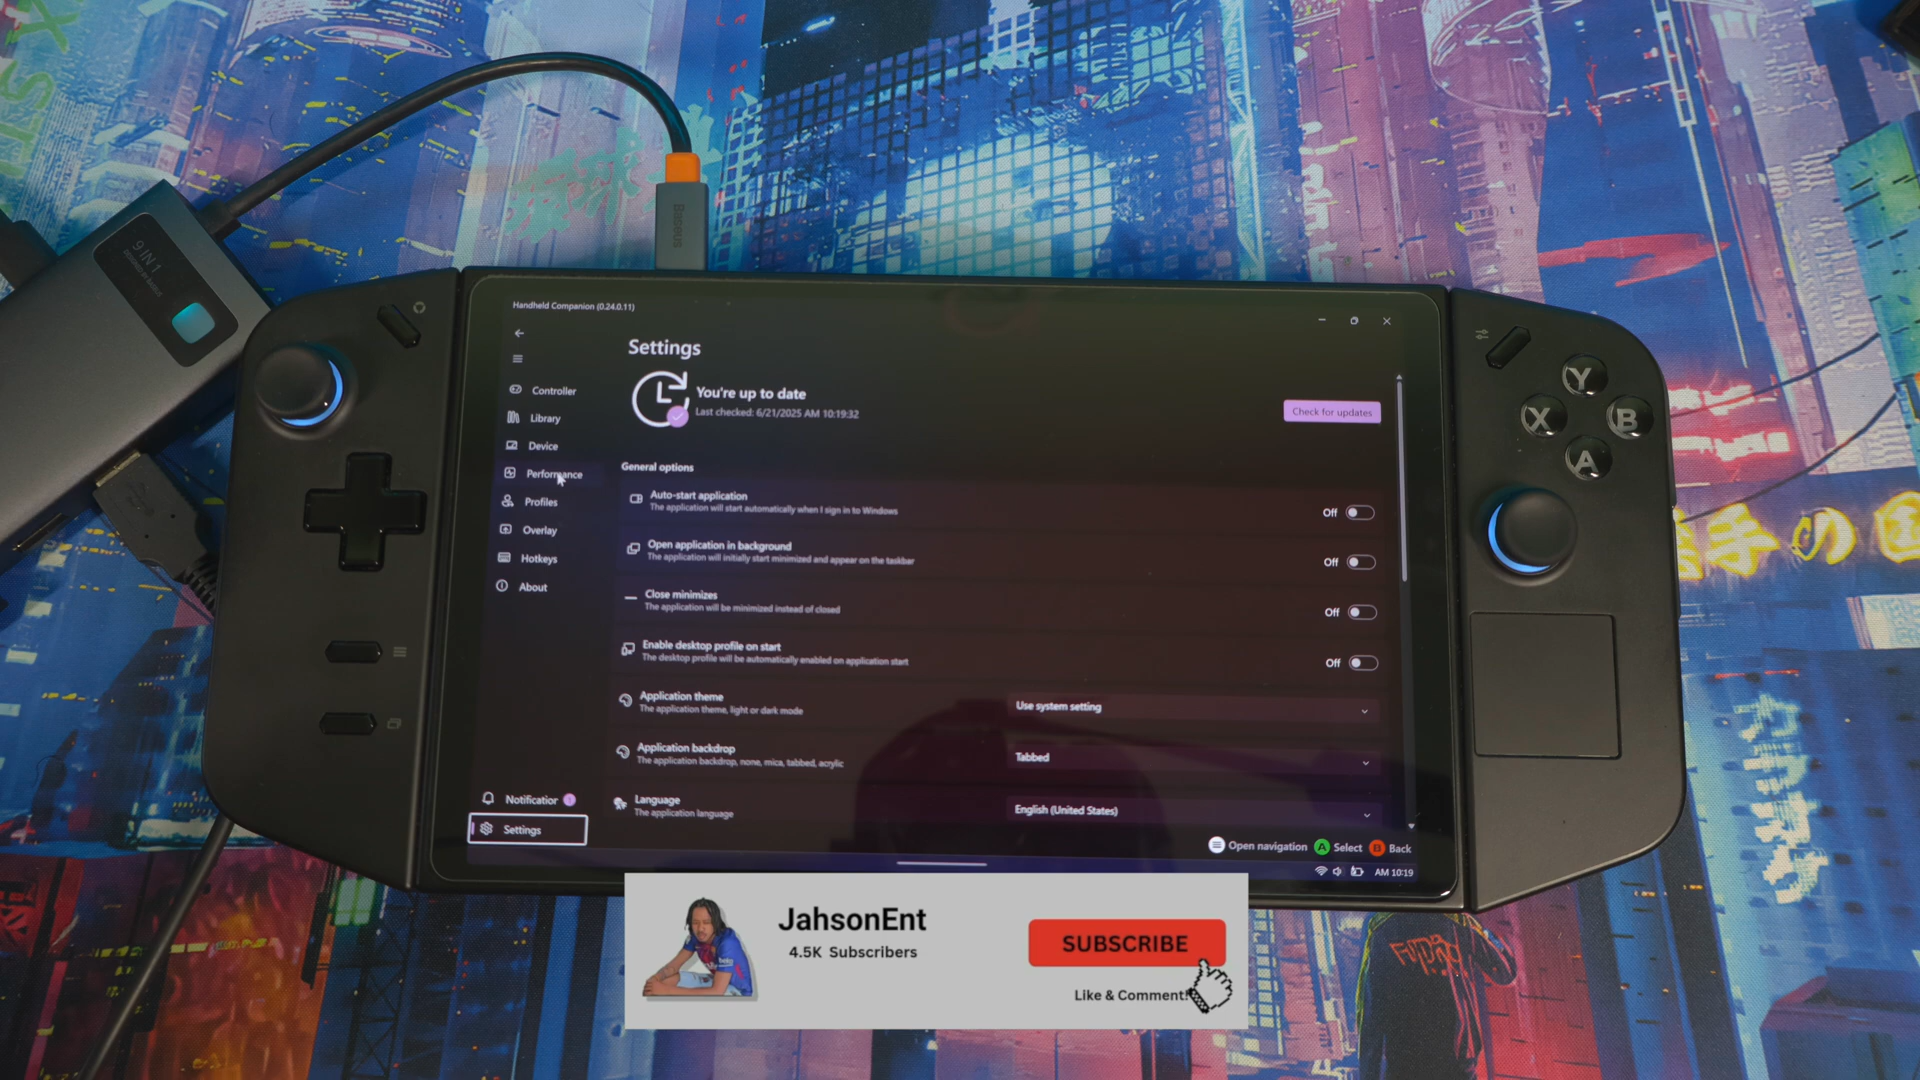 Baseus
9 IN 1
Handheld Companion (0.24.0.11)
Settings
You're up to date
Last checked: 6/21/2025 AM 10:19:32
Check for updates
Controller
Library
Device
Performance
Profiles
Overlay
Hotkeys
About
Notification
1
Settings
General options
Auto-start application
The application will start automatically when I sign in to Windows
Off
Open application in background
The application will initially start minimized and appear on the taskbar
Off
Close minimizes
The application will be minimized instead of closed
Off
Enable desktop profile on start
The desktop profile will be automatically enabled on application start
Off
Application theme
The application theme, light or dark mode
Use system setting
Application backdrop
The application backdrop, none, mica, tabbed, acrylic
Tabbed
Language
The application language
English (United States)
Open navigation
A Select
B Back
AM 10:19
Y
X
B
A
手の国
JahsonEnt
4.5K Subscribers
SUBSCRIBE
Like & Comment!